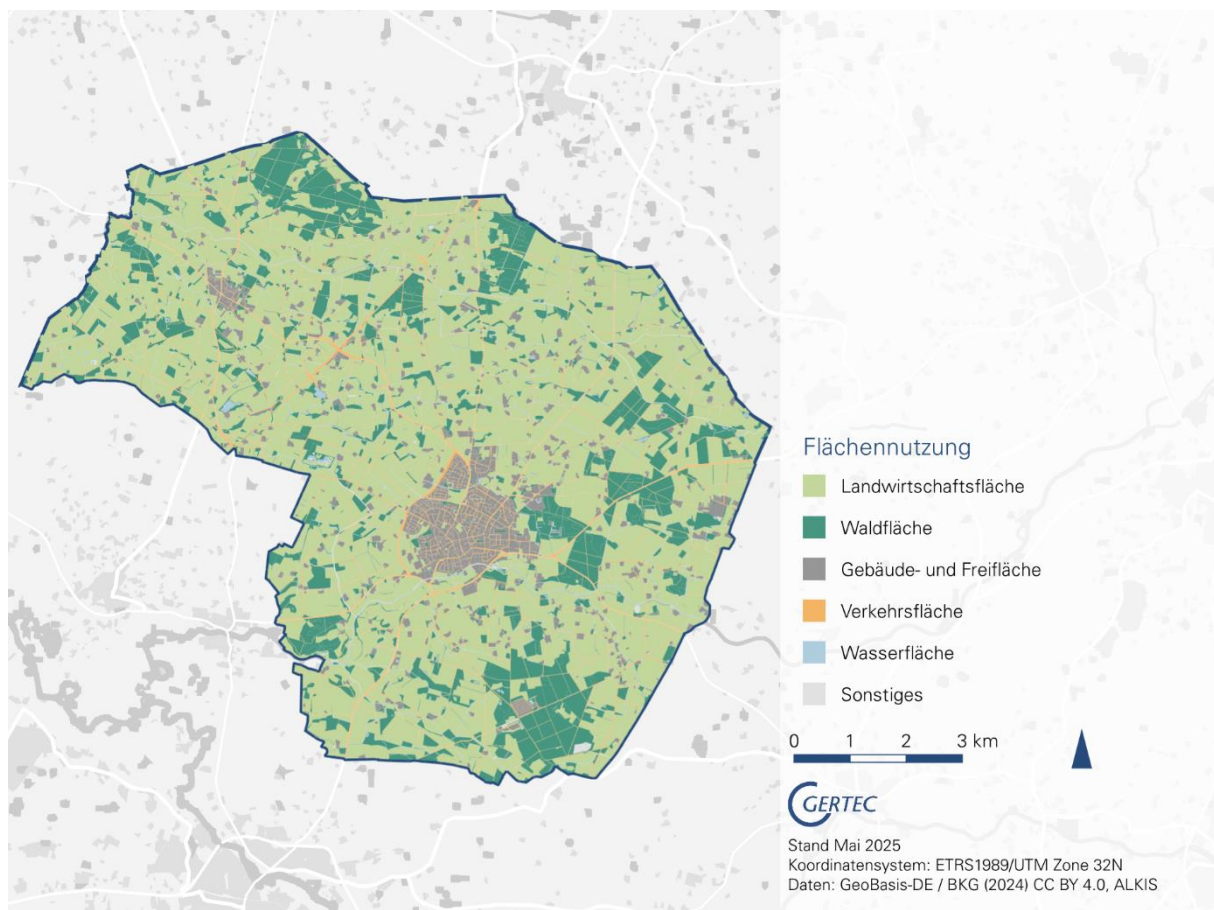 Flächennutzung
Landwirtschaftsfläche
Waldfläche
Gebäude- und Freifläche
Verkehrsfläche
Wasserfläche
Sonstiges
0 1 2 3 km
GERTEC
Stand Mai 2025
Koordinatensystem: ETRS1989/UTM Zone 32N
Daten: GeoBasis-DE / BKG (2024) CC BY 4.0, ALKIS